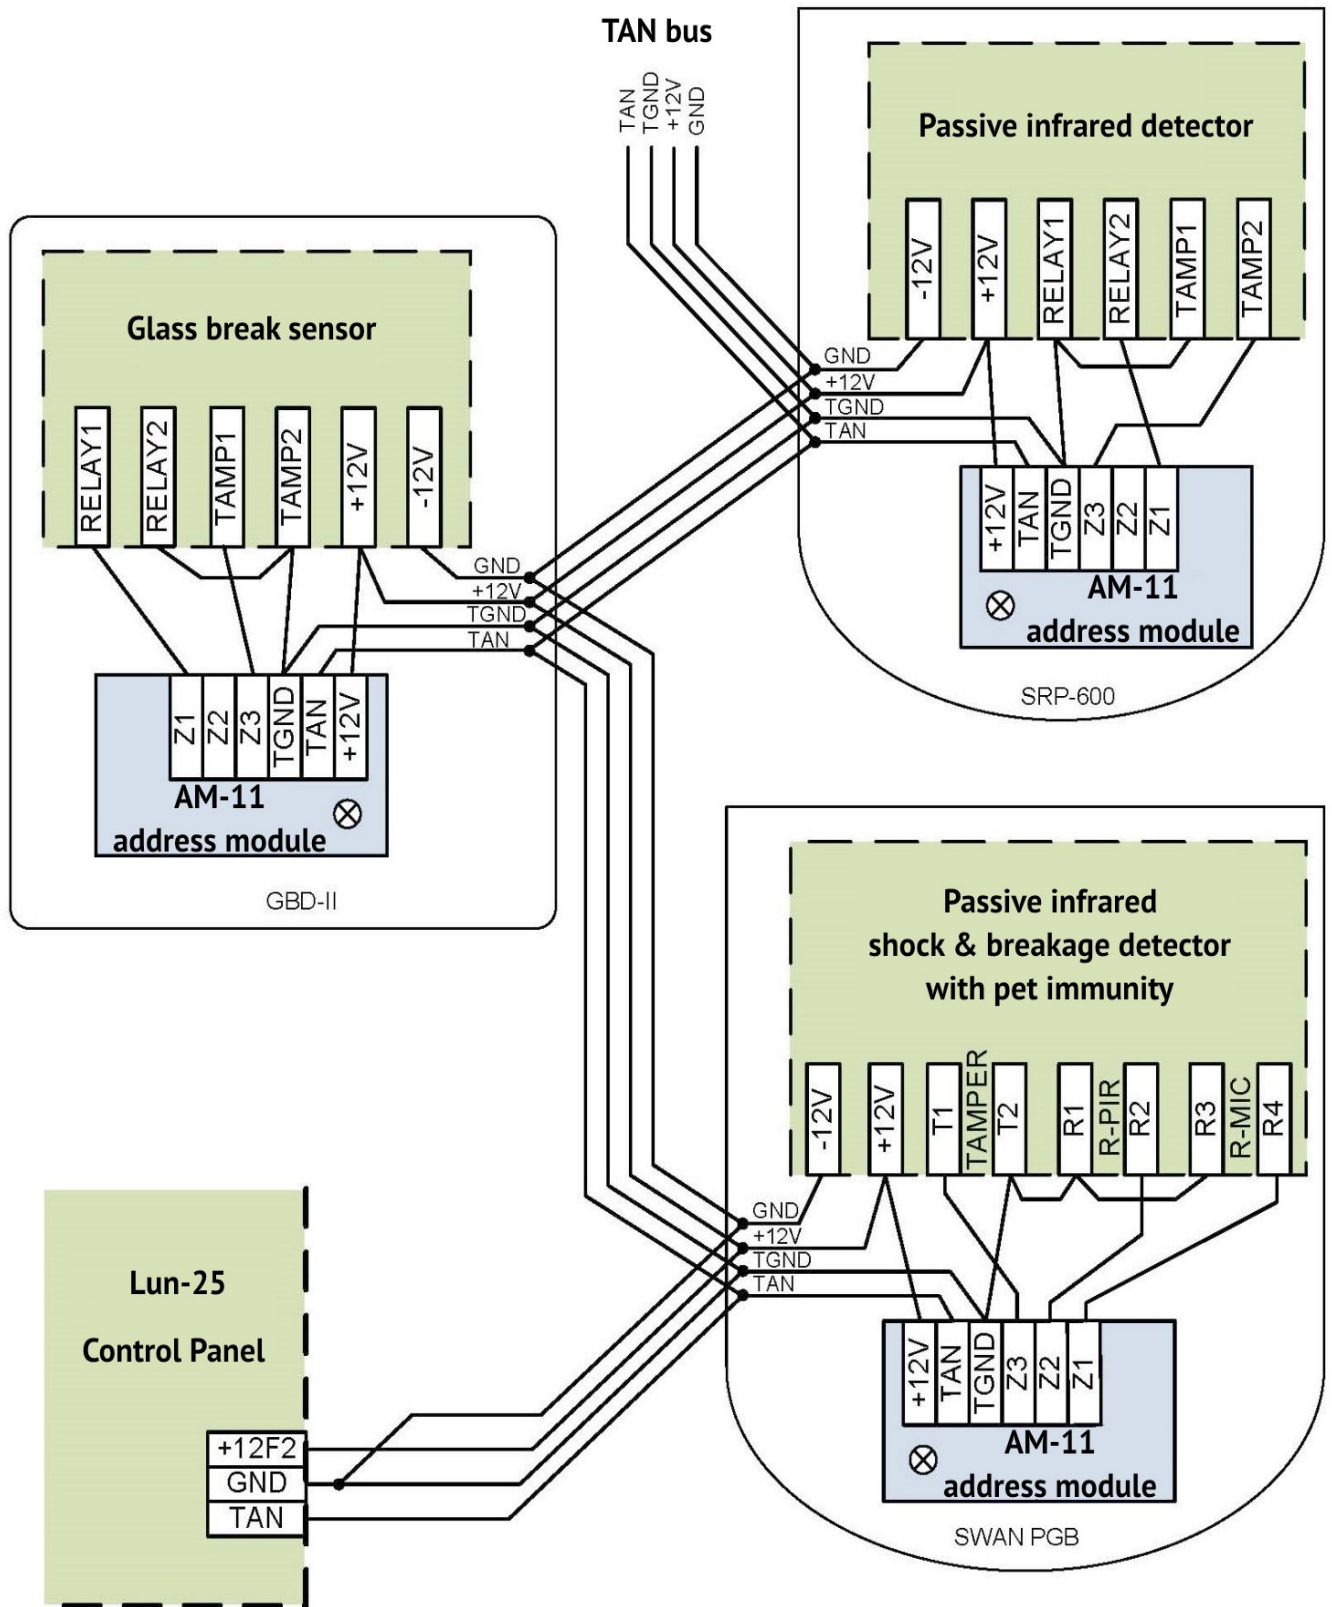 TAN bus
TAN
TGND
+12V
GND
Passive infrared detector
-12V
+12V
RELAY1
RELAY2
TAMP1
TAMP2
GND
+12V
TGND
TAN
+12V
TAN
TGND
Z3
Z2
Z1
AM-11
address module
SRP-600
Glass break sensor
RELAY1
RELAY2
TAMP1
TAMP2
+12V
-12V
GND
+12V
TGND
TAN
Z1
Z2
Z3
TGND
TAN
+12V
AM-11
address module
GBD-II
Passive infrared
shock & breakage detector
with pet immunity
-12V
+12V
T1
TAMPER
T2
R1
R-PIR
R2
R3
R-MIC
R4
GND
+12V
TGND
TAN
+12V
TAN
TGND
Z3
Z2
Z1
AM-11
address module
SWAN PGB
Lun-25
Control Panel
+12F2
GND
TAN